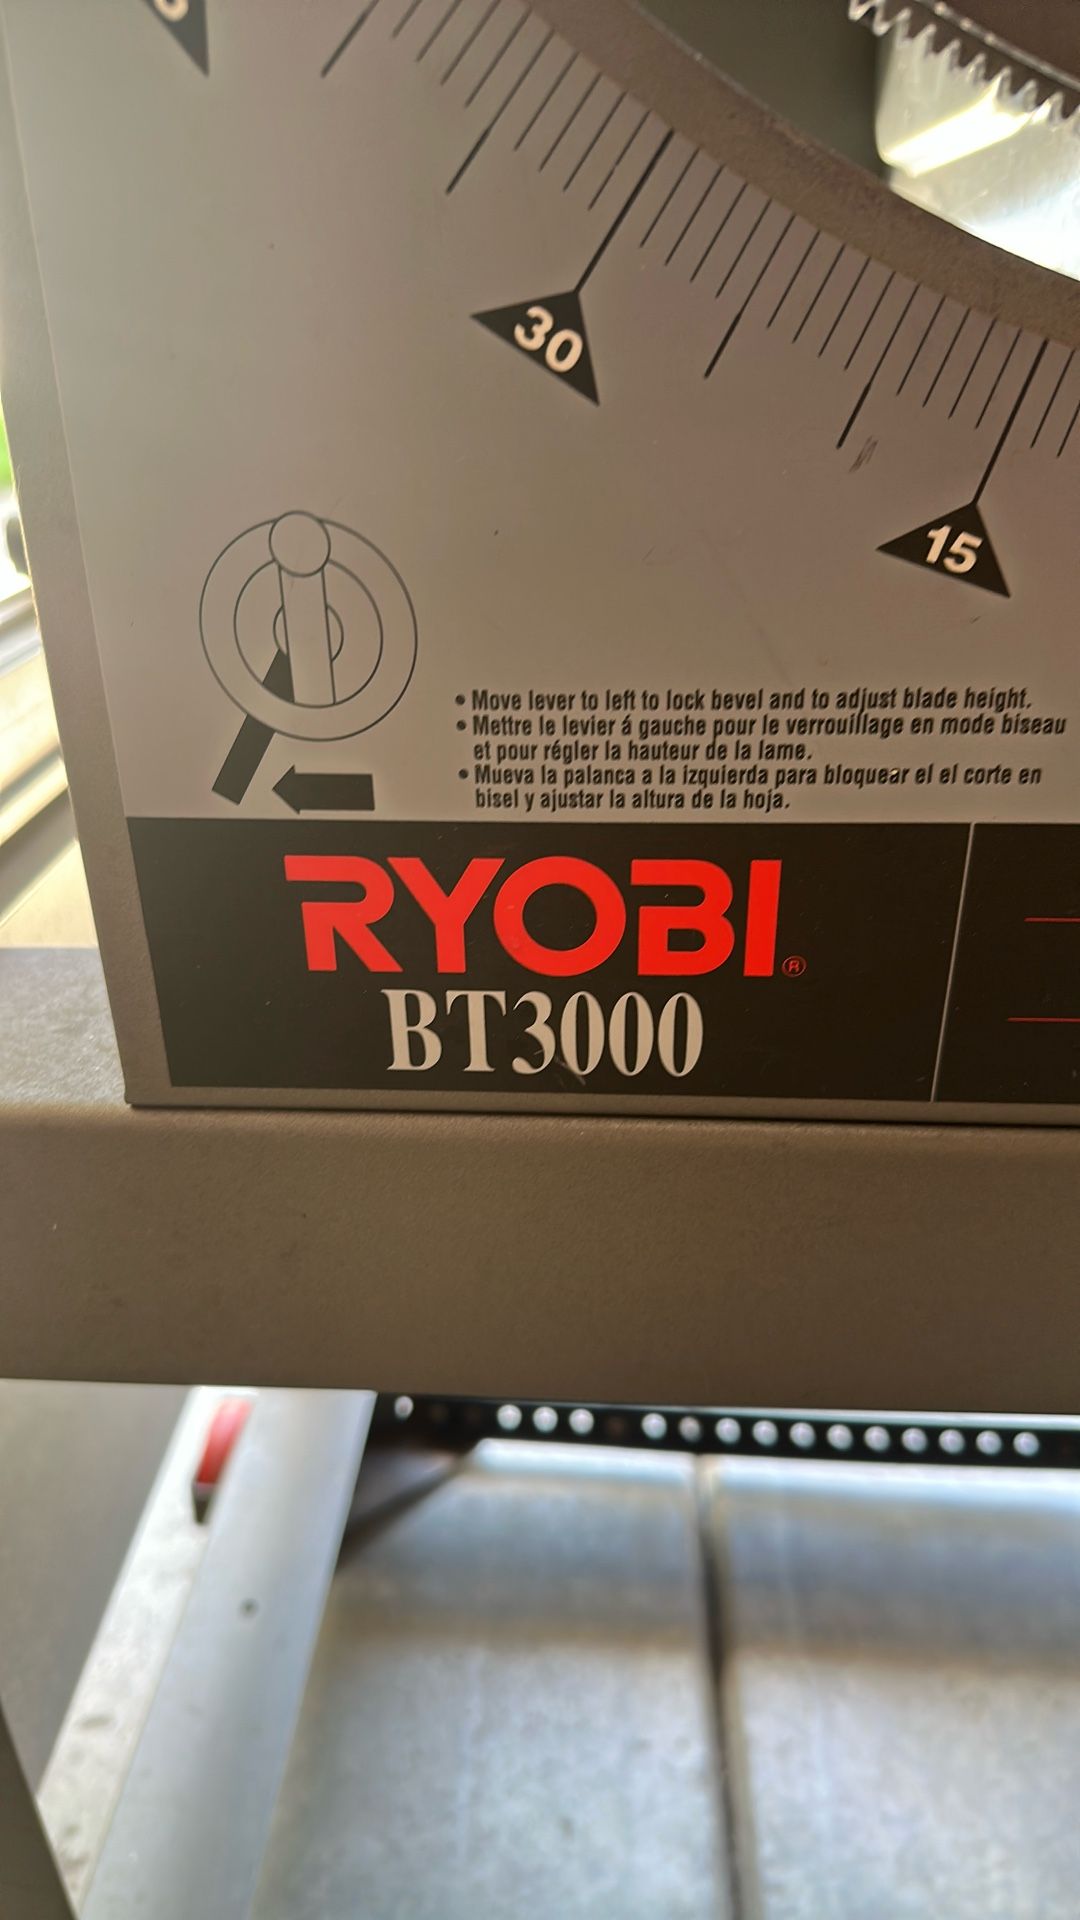 30
15
• Move lever to left to lock bevel and to adjust blade height.
• Mettre le levier á gauche pour le verrouillage en mode biseau
et pour régler la hauteur de la lame.
• Mueva la palanca a la izquierda para bloquear el el corte en
bisel y ajustar la altura de la hoja.
RYOBI®
BT3000